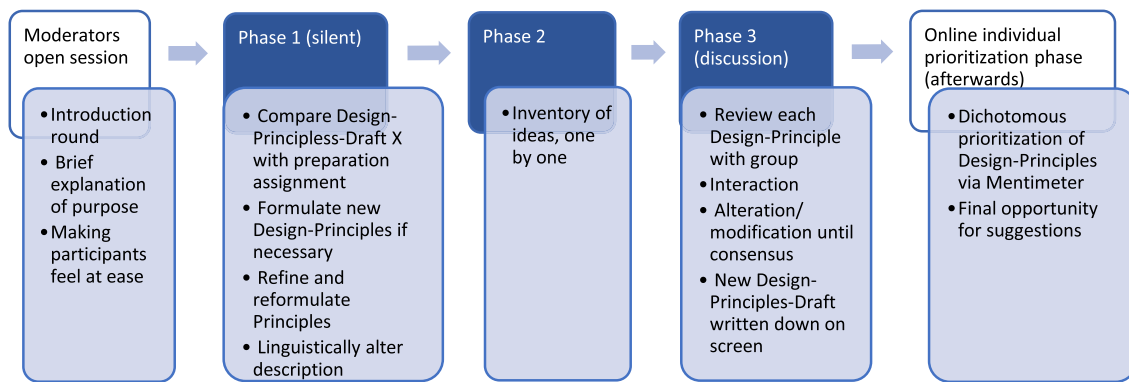 Moderators
open session
•Introduction
round
• Brief
explanation
of purpose
•Making
participants
feel at ease
Phase 1 (silent)
• Compare Design-
Principless-Draft X
with preparation
assignment
• Formulate new
Design-Principles if
necessary
• Refine and
reformulate
Principles
• Linguistically alter
description
Phase 2
•Inventory of
ideas, one
by one
Phase 3
(discussion)
• Review each
Design-Principle
with group
•Interaction
• Alteration/
modification until
consensus
• New Design-
Principles-Draft
written down on
screen
Online individual
prioritization phase
(afterwards)
•Dichotomous
prioritization of
Design-Principles
via Mentimeter
•Final opportunity
for suggestions